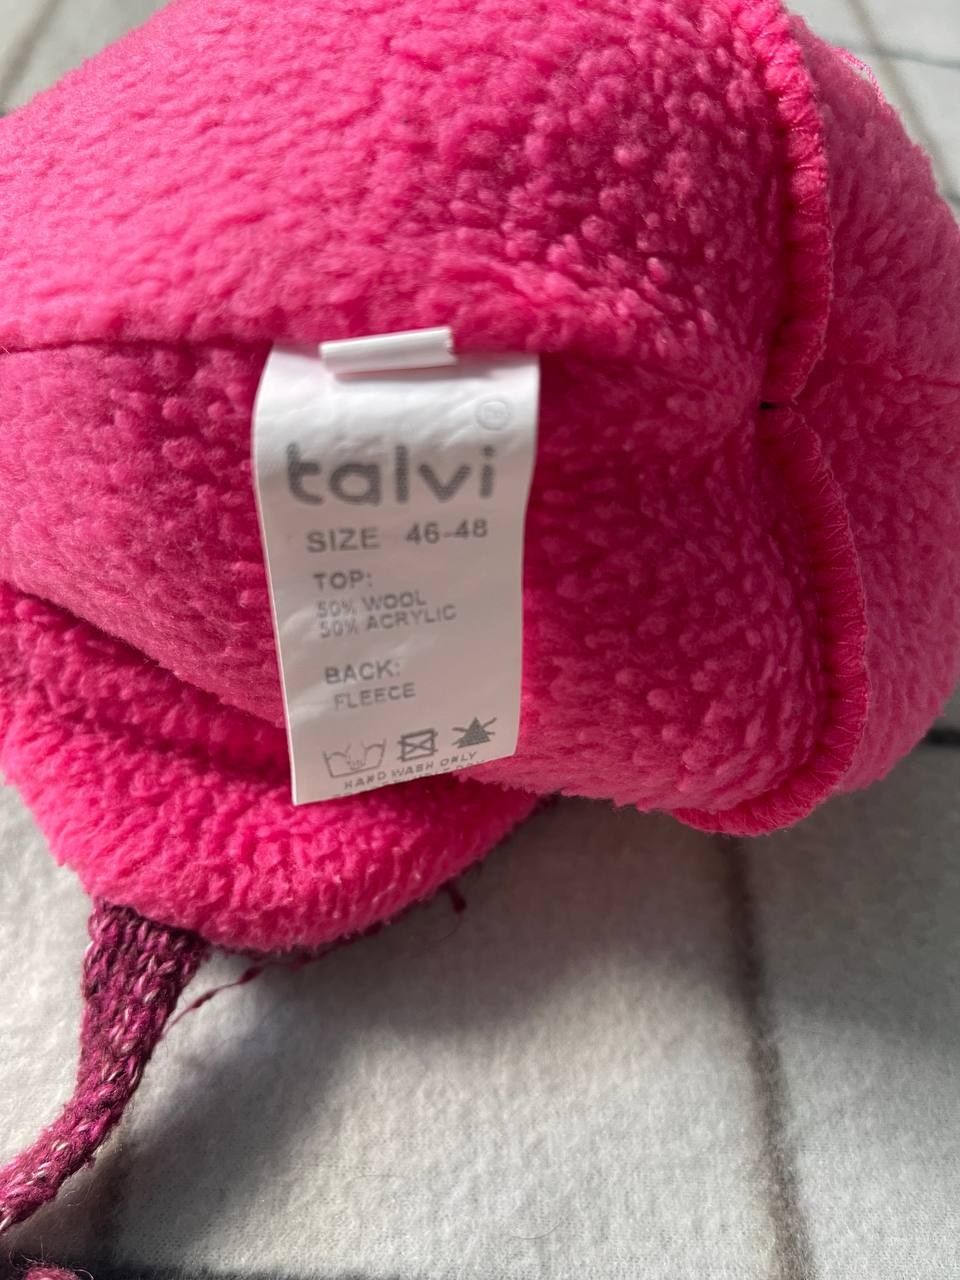 talvi
SIZE 46-48
TOP:
50% WOOL
50% ACRYLIC
BACK:
FLEECE
HAND WASH ONLY